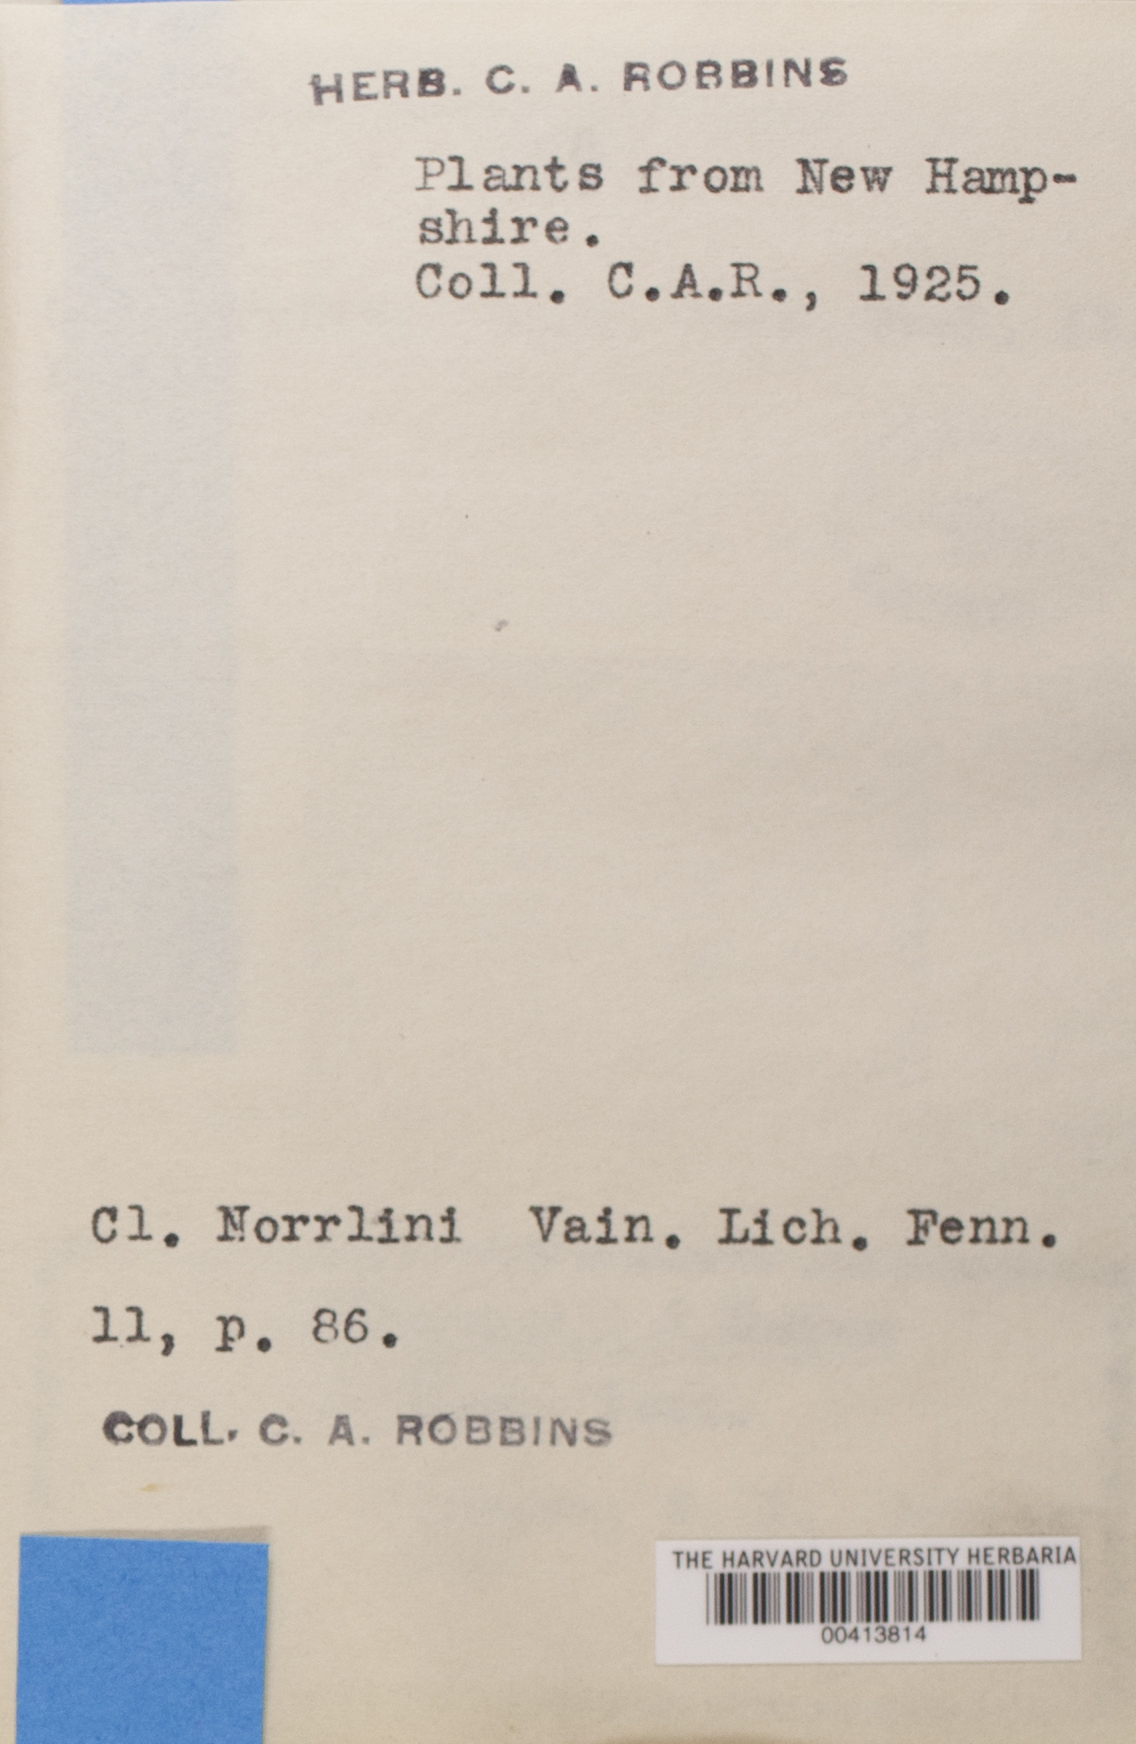 HERB. C. A. ROBBINS
Plants from New Hamp-
shire.
Coll. C.A.R., 1925.
Cl. Norrlini  Vain. Lich. Fenn.
11, p. 86.
COLL. C. A. ROBBINS
THE HARVARD UNIVERSITY HERBARIA
00413814